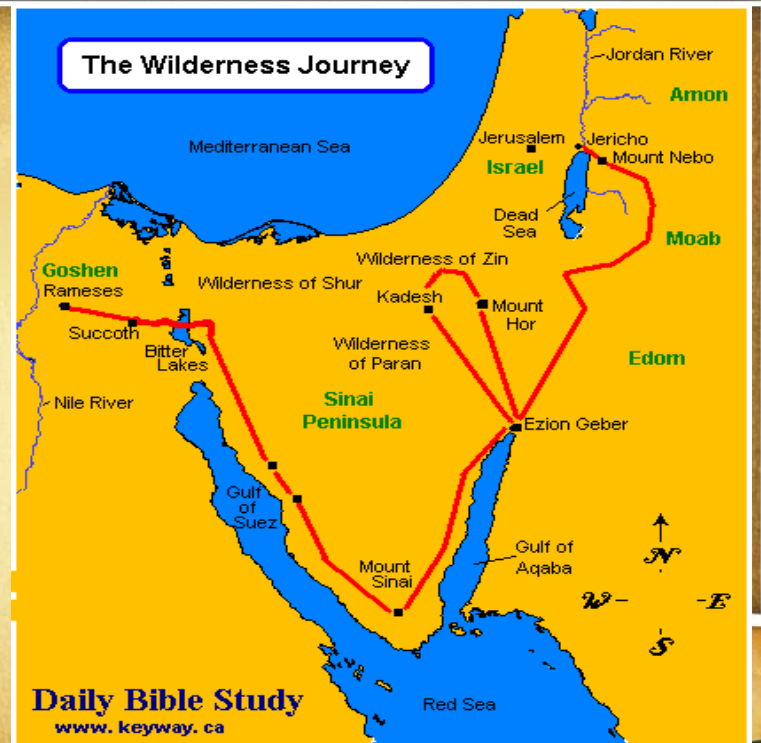 The Wilderness Journey
Jordan River
Amon
Mediterranean Sea
Jerusalem
Jericho
Israel
Mount Nebo
Dead
Sea
Moab
Wilderness of Zin
Goshen
Rameses
Wilderness of Shur
Kadesh
Mount
Hor
Succoth
Bitter
Lakes
Wilderness
of Paran
Edom
Sinai
Peninsula
Nile River
Ezion Geber
Gulf
of
Suez
Gulf of
Aqaba
Mount
Sinai
N
W
E
S
Daily Bible Study
www.keyway.ca
Red Sea